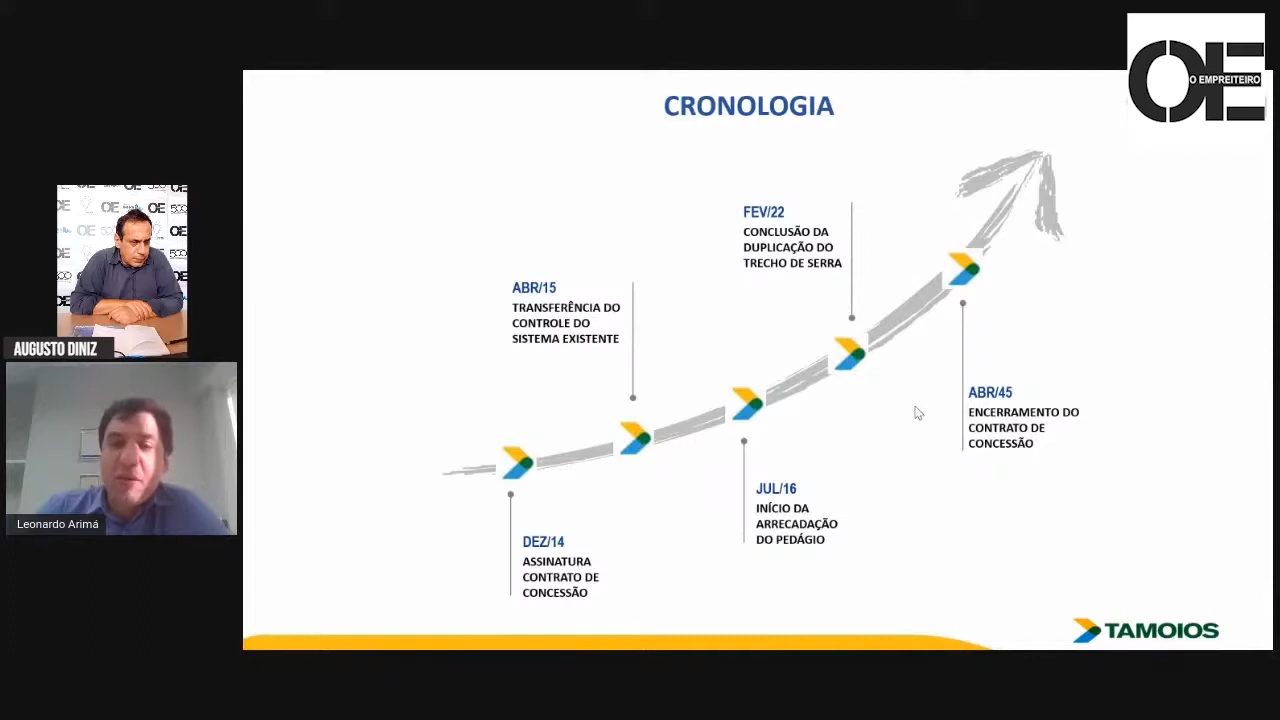 OE
O EMPREITEIRO
CRONOLOGIA
AUGUSTO DINIZ
Leonardo Arimá
DEZ/14
ASSINATURA
CONTRATO DE
CONCESSÃO
ABR/15
TRANSFERÊNCIA DO
CONTROLE DO
SISTEMA EXISTENTE
JUL/16
INÍCIO DA
ARRECADAÇÃO
DO PEDÁGIO
FEV/22
CONCLUSÃO DA
DUPLICAÇÃO DO
TRECHO DE SERRA
ABR/45
ENCERRAMENTO DO
CONTRATO DE
CONCESSÃO
TAMOIOS